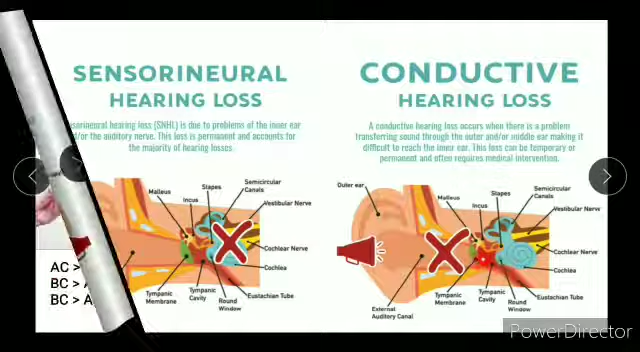 SENSORINEURAL
HEARING LOSS
hearing loss (SNHL) is due to problems of the inner ear
the auditory nerve. This loss is permanent and accounts for
the majority of hearing losses.
Malleus
Incus
Stapes
Semicircular
Canals
Vestibular Nerve
Cochlear Nerve
Cochlea
Eustachian Tube
Round
Window
Tympanic
Cavity
Tympanic
Membrane
AC >
BC >
BC > A
CONDUCTIVE
HEARING LOSS
A conductive hearing loss occurs when there is a problem
transferring sound through the outer and/or middle ear making it
difficult to reach the inner ear. This loss can be temporary or
permanent and often requires medical intervention.
Outer ear
Malleus
Incus
Stapes
Semicircular
Canals
Vestibular Nerve
Cochlear Nerve
Cochlea
Eustachian Tube
Round
Window
Tympanic
Cavity
Tympanic
Membrane
External
Auditory Canal
PowerDirector